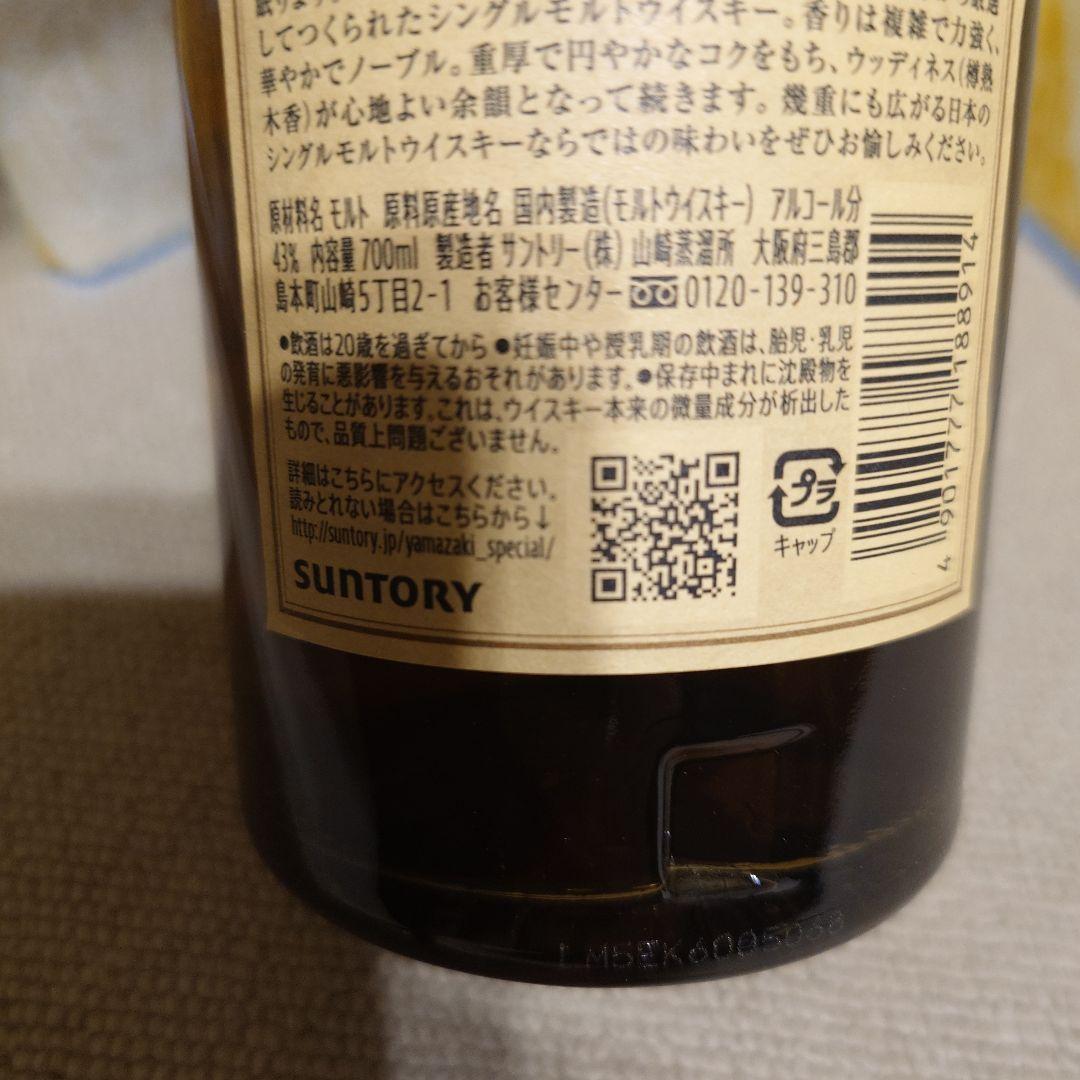 してつくられたシングルモルトウイスキー。香りは複雑で力強く、
華やかでノーブル。重厚で円やかなコクをもち、ウッディネス(樽熟
木香)が心地よい余韻となって続きます。幾重にも広がる日本の
シングルモルトウイスキーならではの味わいをぜひお愉しみください。
原材料名 モルト 原料原産地名 国内製造(モルトウイスキー) アルコール分
43% 内容量 700ml 製造者 サントリー(株) 山崎蒸溜所 大阪府三島郡
島本町山崎5丁目2-1 お客様センター 0120-139-310
●飲酒は20歳を過ぎてから ●妊娠中や授乳期の飲酒は、胎児・乳児
の発育に悪影響を与えるおそれがあります。●保存中まれに沈殿物を
生じることがあります。これは、ウイスキー本来の微量成分が析出した
もので、品質上問題ございません。
詳細はこちらにアクセスください。
読みとれない場合はこちらから↓
http://suntory.jp/yamazaki_special/
SUNTORY
プラ
キャップ
4 901777 188914